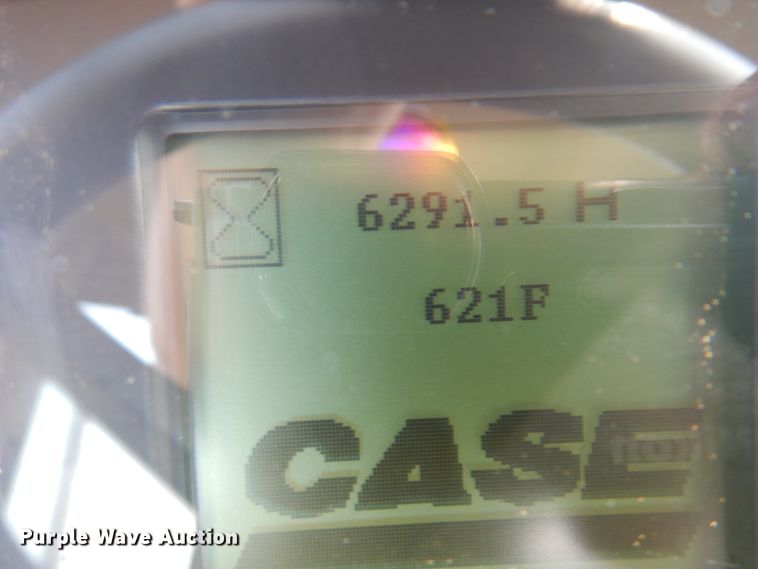 6291.5 H
621F
CASE
Purple Wave Auction